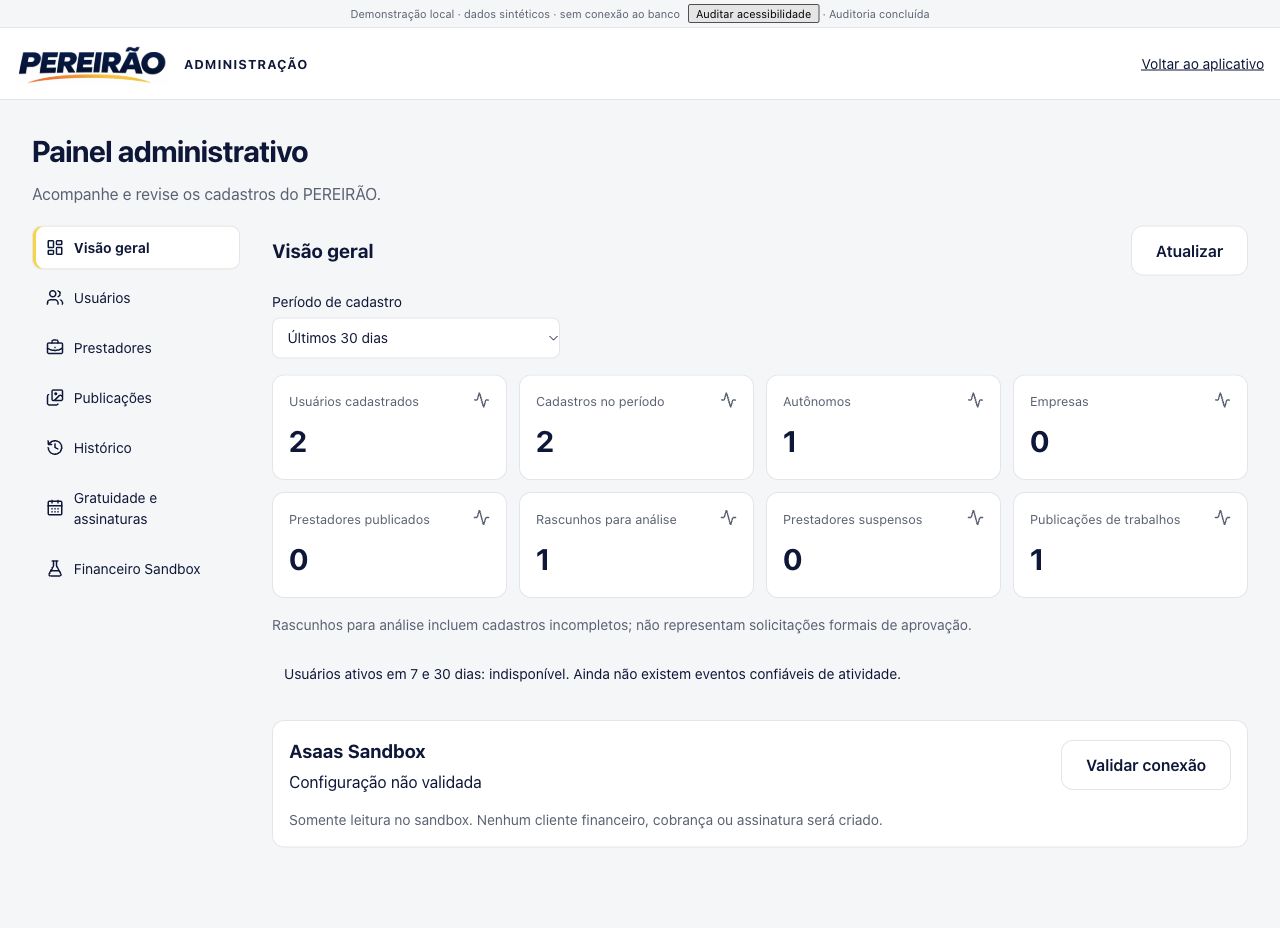 Demonstração local · dados sintéticos · sem conexão ao banco Auditar acessibilidade · Auditoria concluída
PEREIRÃO ADMINISTRAÇÃO Voltar ao aplicativo
Painel administrativo
Acompanhe e revise os cadastros do PEREIRÃO.
Visão geral
Usuários
Prestadores
Publicações
Histórico
Gratuidade e
assinaturas
Financeiro Sandbox
Visão geral Atualizar
Período de cadastro
Últimos 30 dias
Usuários cadastrados Cadastros no período Autônomos Empresas
2 2 1 0
Prestadores publicados Rascunhos para análise Prestadores suspensos Publicações de trabalhos
0 1 0 1
Rascunhos para análise incluem cadastros incompletos; não representam solicitações formais de aprovação.
Usuários ativos em 7 e 30 dias: indisponível. Ainda não existem eventos confiáveis de atividade.
Asaas Sandbox
Configuração não validada
Validar conexão
Somente leitura no sandbox. Nenhum cliente financeiro, cobrança ou assinatura será criado.